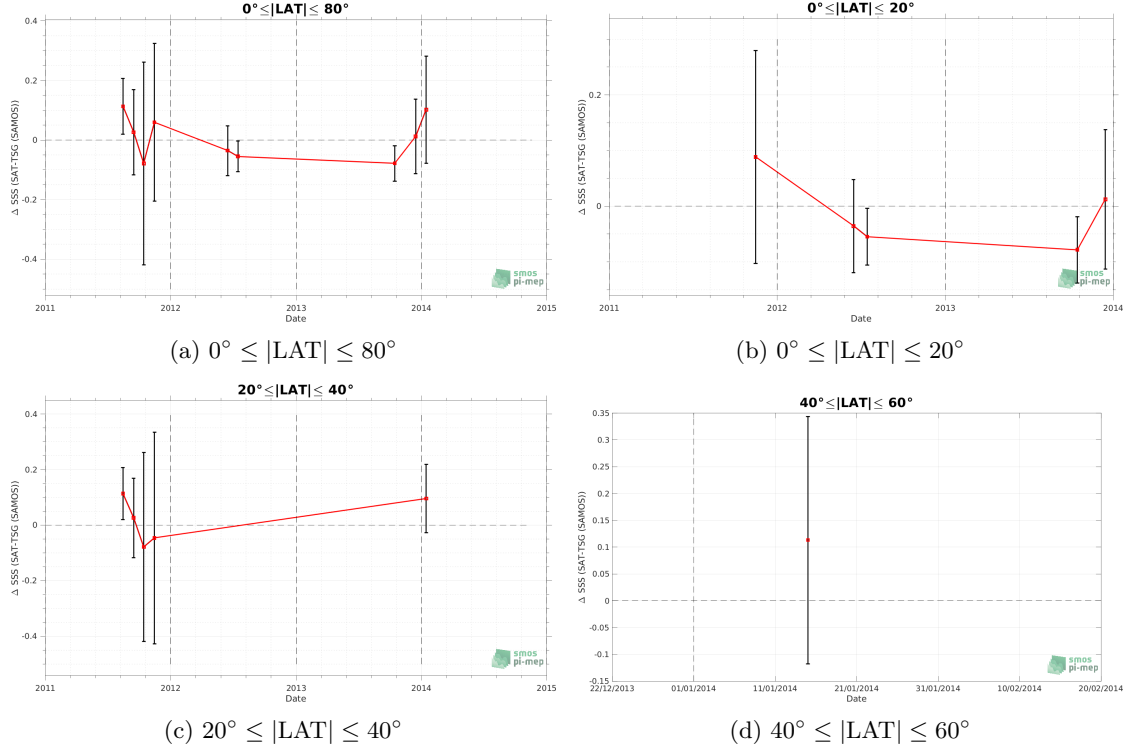 0°≤|LAT|≤ 80°
0.4
0.2
0
-0.2
-0.4
Δ SSS (SAT-TSG (SAMOS))
smos
pi-mep
2011 2012 2013 2014 2015
Date
(a) 0° ≤ |LAT| ≤ 80°
0°≤|LAT|≤ 20°
0.2
0
Δ SSS (SAT-TSG (SAMOS))
smos
pi-mep
2011 2012 2013 2014
Date
(b) 0° ≤ |LAT| ≤ 20°
20°≤|LAT|≤ 40°
0.4
0.2
0
-0.2
-0.4
Δ SSS (SAT-TSG (SAMOS))
smos
pi-mep
2011 2012 2013 2014 2015
Date
(c) 20° ≤ |LAT| ≤ 40°
40°≤|LAT|≤ 60°
0.35
0.3
0.25
0.2
0.15
0.1
0.05
0
-0.05
-0.1
-0.15
Δ SSS (SAT-TSG (SAMOS))
smos
pi-mep
22/12/2013 01/01/2014 11/01/2014 21/01/2014 31/01/2014 10/02/2014 20/02/2014
Date
(d) 40° ≤ |LAT| ≤ 60°